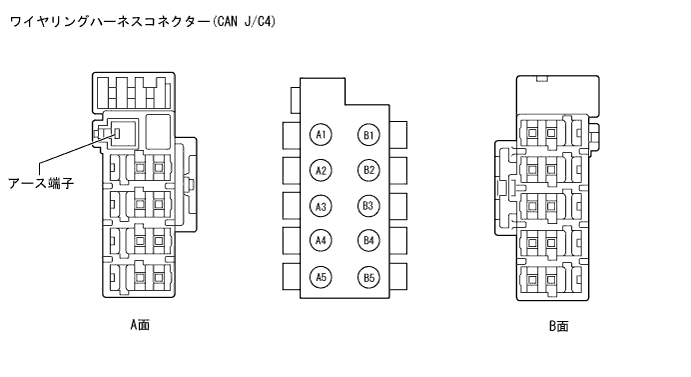 ワイヤリングハーネスコネクター(CAN J/C4)
アース端子
A1 B1
A2 B2
A3 B3
A4 B4
A5 B5
A面
B面